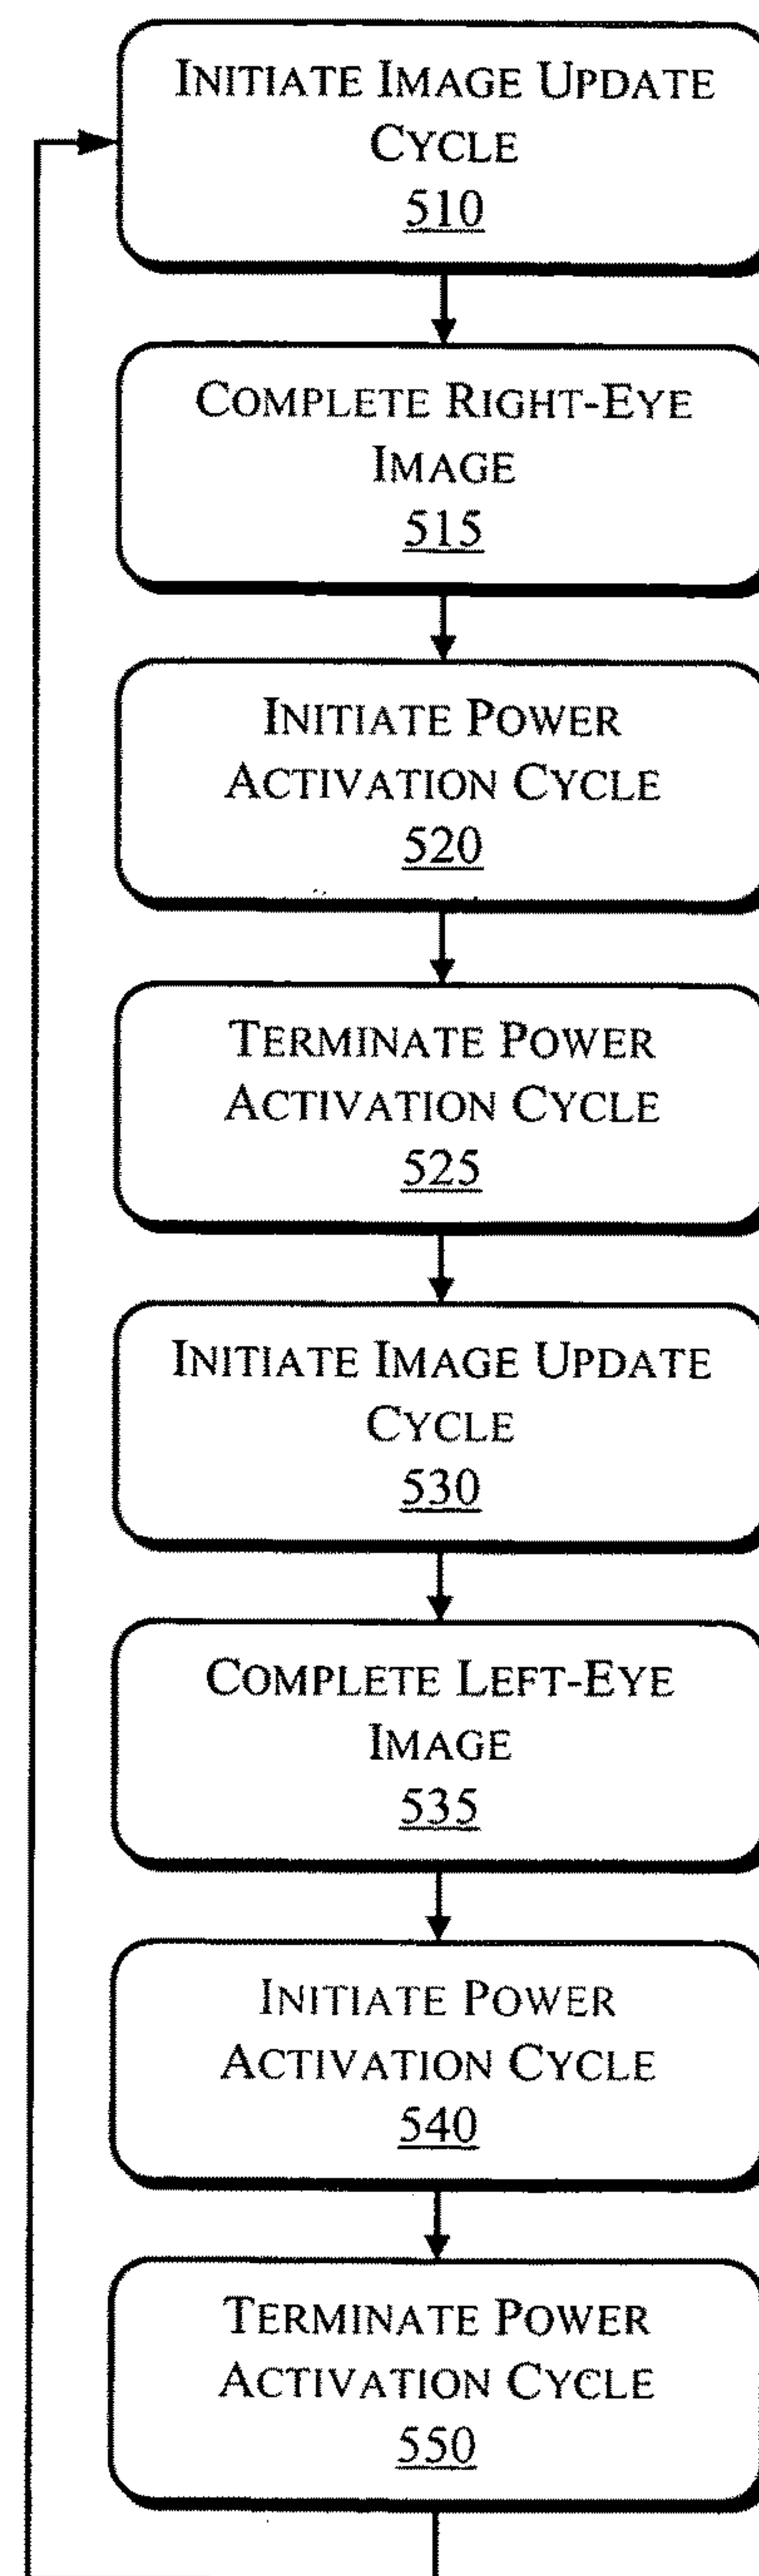 INITIATE IMAGE UPDATE
CYCLE
510
COMPLETE RIGHT-EYE
IMAGE
515
INITIATE POWER
ACTIVATION CYCLE
520
TERMINATE POWER
ACTIVATION CYCLE
525
INITIATE IMAGE UPDATE
CYCLE
530
COMPLETE LEFT-EYE
IMAGE
535
INITIATE POWER
ACTIVATION CYCLE
540
TERMINATE POWER
ACTIVATION CYCLE
550